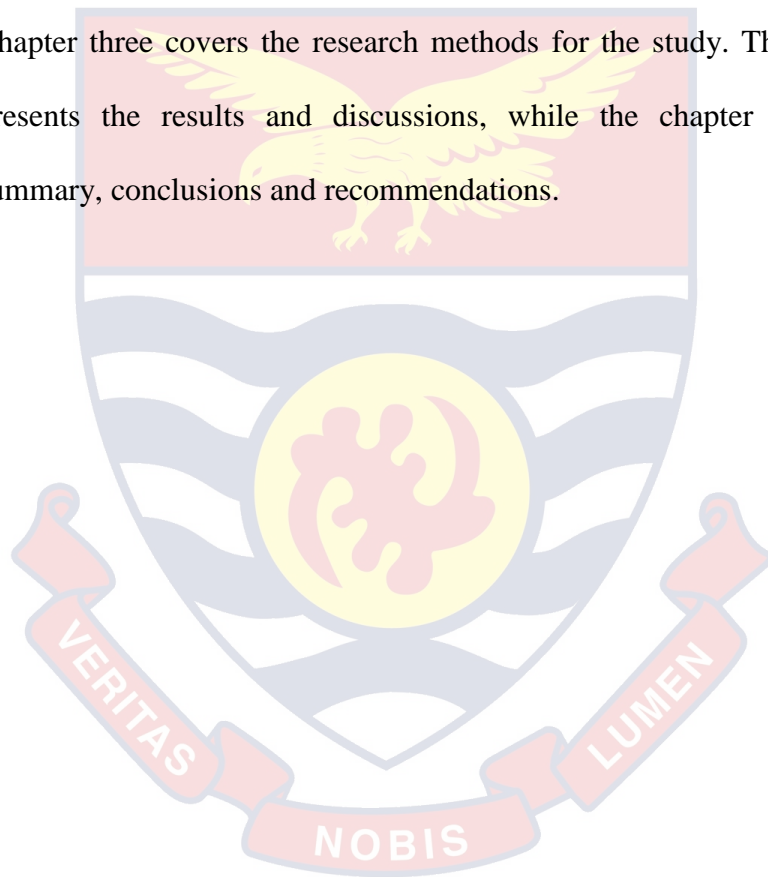 hapter three covers the research methods for the study. Th
resents the results and discussions, while the chapter
ummary, conclusions and recommendations.
VERITAS
NOBIS
LUMEN